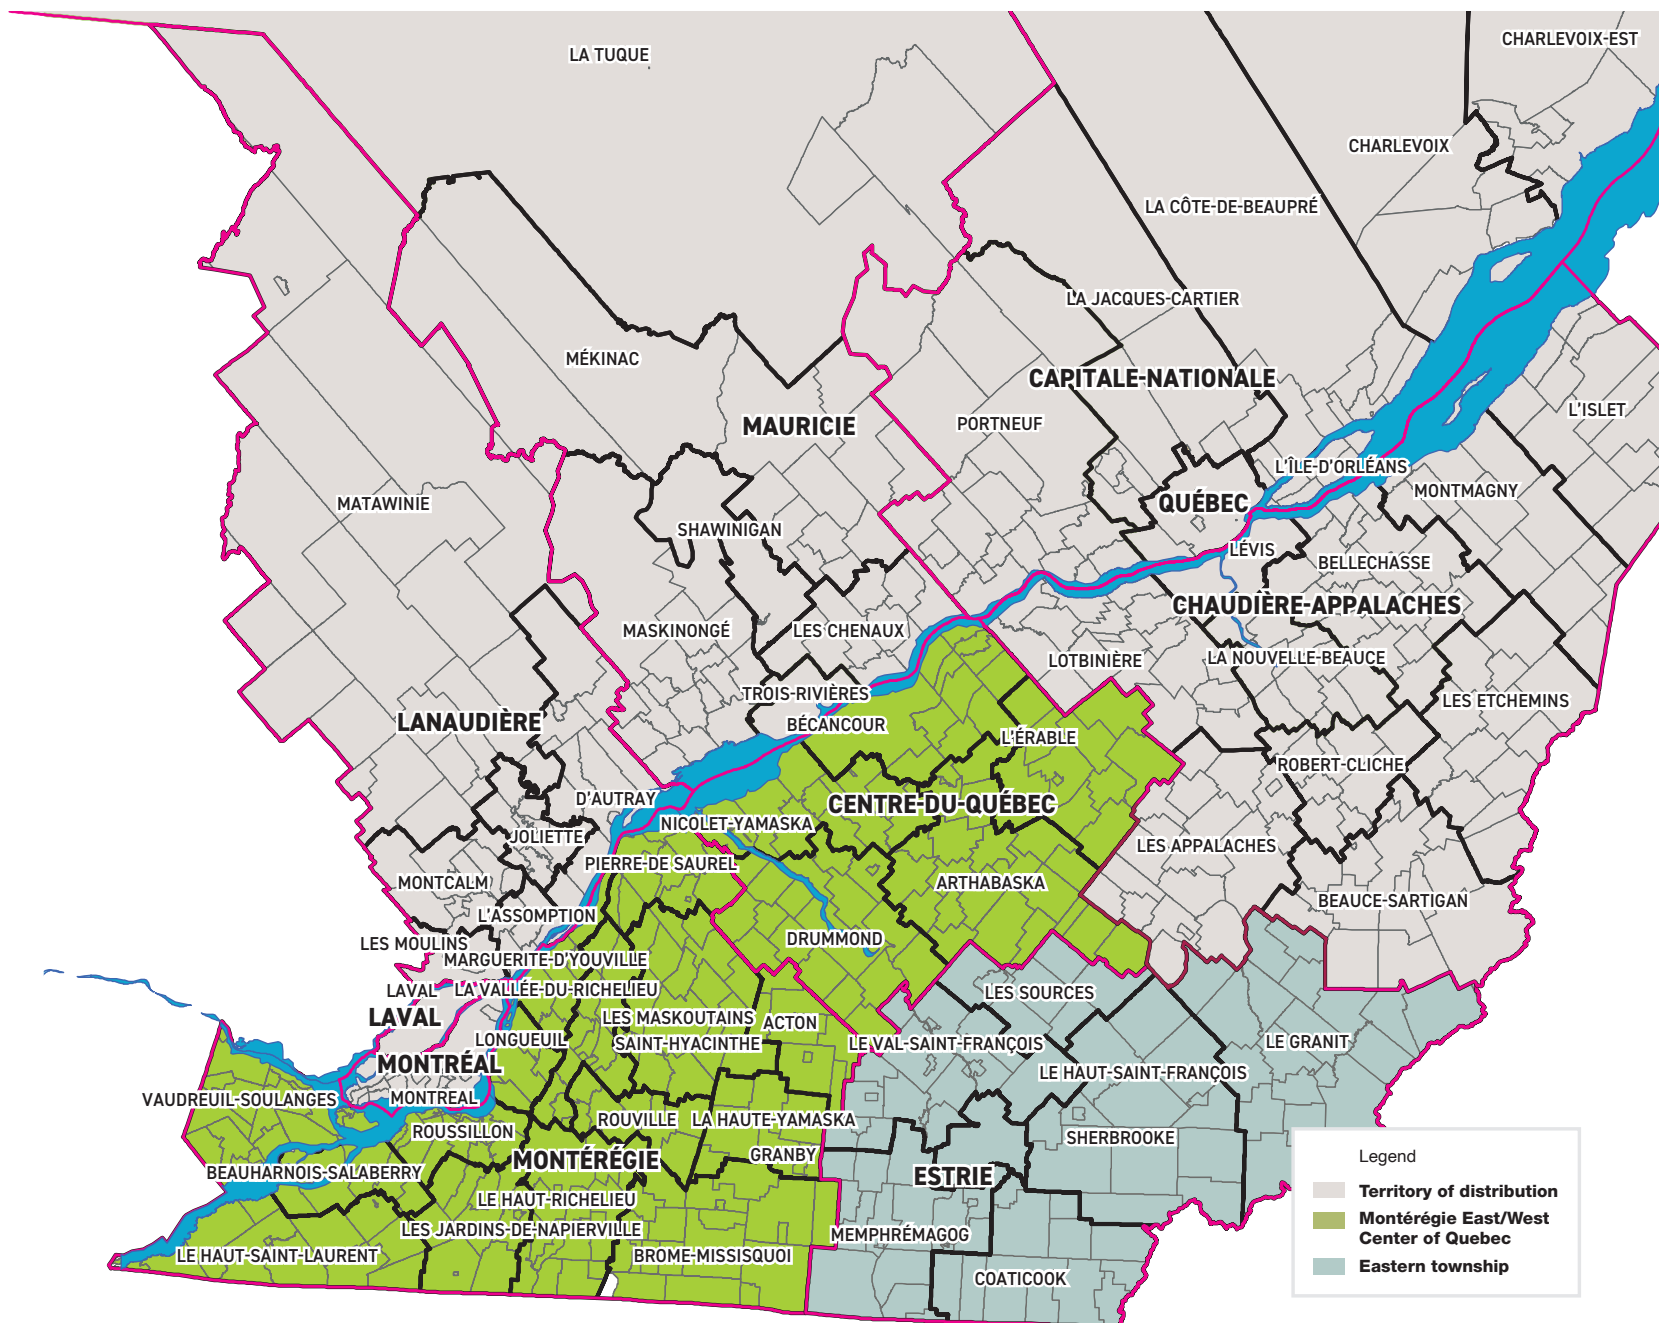 CHARLEVOIX-EST
LA TUQUE
CHARLEVOIX
LA CÔTE-DE-BEAUPRÉ
LA JACQUES-CARTIER
MÉKINAC
CAPITALE-NATIONALE
L'ISLET
MAURICIE
PORTNEUF
L'ÎLE-D'ORLÉANS
MONTMAGNY
MATAWINIE
QUÉBEC
SHAWINIGAN
LÉVIS
BELLECHASSE
CHAUDIÈRE-APPALACHES
MASKINONGÉ
LES CHENAUX
LOTBINIÈRE
LA NOUVELLE-BEAUCE
TROIS-RIVIÈRES
LES ETCHEMINS
LANAUDIÈRE
BÉCANCOUR
L'ÉRABLE
ROBERT-CLICHE
D'AUTRAY
CENTRE-DU-QUÉBEC
NICOLET-YAMASKA
JOLIETTE
LES APPALACHES
PIERRE-DE SAUREL
MONTCALM
ARTHABASKA
BEAUCE-SARTIGAN
L'ASSOMPTION
DRUMMOND
LES MOULINS
MARGUERITE-D'YOUVILLE
LAVAL
LA VALLÉE-DU-RICHELIEU
LES SOURCES
LAVAL
LES MASKOUTAINS
ACTON
LONGUEUIL
SAINT-HYACINTHE
LE VAL-SAINT-FRANÇOIS
LE GRANIT
MONTRÉAL
LE HAUT-SAINT-FRANÇOIS
VAUDREUIL-SOULANGES
MONTREAL
ROUVILLE
LA HAUTE-YAMASKA
ROUSSILLON
SHERBROOKE
GRANBY
MONTÉRÉGIE
BEAUHARNOIS-SALABERRY
ESTRIE
LE HAUT-RICHELIEU
LES JARDINS-DE-NAPIERVILLE
MEMPHRÉMAGOG
LE HAUT-SAINT-LAURENT
BROME-MISSISQUOI
COATICOOK
Legend
Territory of distribution
Montérégie East/West
Center of Quebec
Eastern township